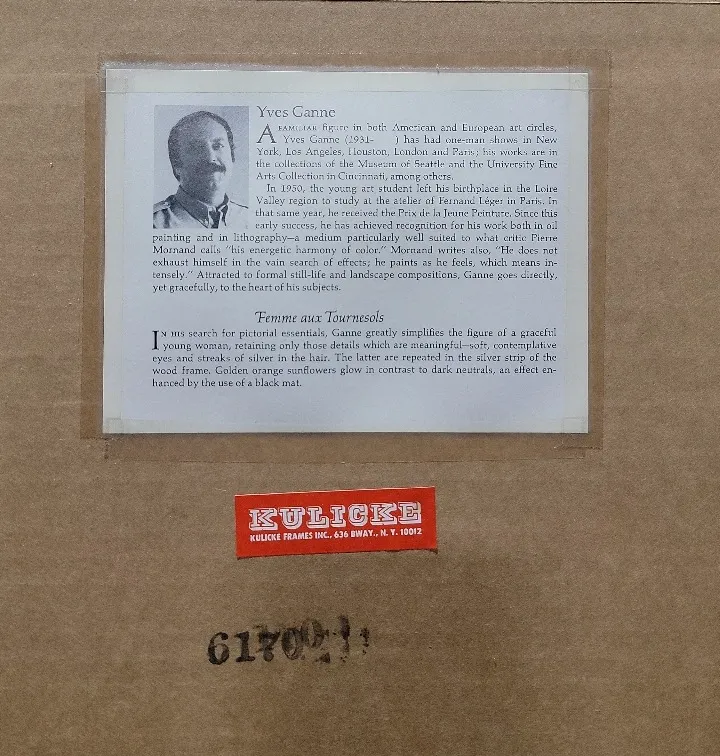 Yves Ganne
A FAMILIAR figure in both American and European art circles,
Yves Ganne (1931- ) has had one-man shows in New
York, Los Angeles, Houston, London and Paris; his works are in
the collections of the Museum of Seattle and the University Fine
Arts Collection in Cincinnati, among others.
In 1950, the young art student left his birthplace in the Loire
Valley region to study at the atelier of Fernand Léger in Paris. In
that same year, he received the Prix de la Jeune Peinture. Since this
early success, he has achieved recognition for his work both in oil
painting and in lithography—a medium particularly well suited to what critic Pierre
Mornand calls "his energetic harmony of color." Mornand writes also, "He does not
exhaust himself in the vain search of effects; he paints as he feels, which means in-
tensely." Attracted to formal still-life and landscape compositions, Ganne goes directly,
yet gracefully, to the heart of his subjects.
Femme aux Tournesols
IN HIS search for pictorial essentials, Ganne greatly simplifies the figure of a graceful
young woman, retaining only those details which are meaningful—soft, contemplative
eyes and streaks of silver in the hair. The latter are repeated in the silver strip of the
wood frame. Golden orange sunflowers glow in contrast to dark neutrals, an effect en-
hanced by the use of a black mat.
KULICKE
KULICKE FRAMES INC., 636 BWAY., N. Y. 10012